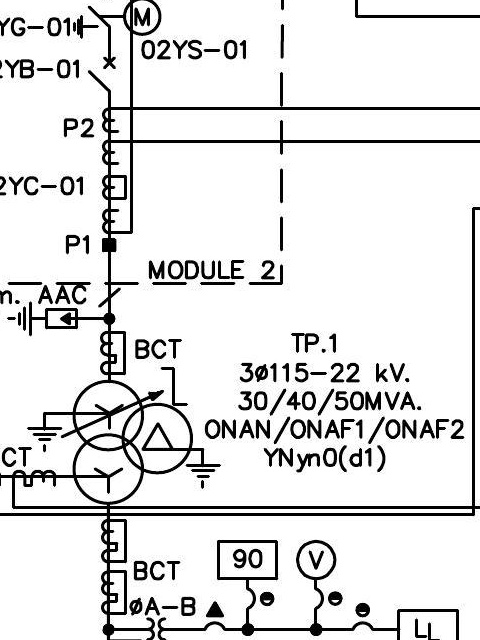 YG-01
M
02YS-01
2YB-01
P2
2YC-01
P1
MODULE 2
m. AAC
BCT
TP.1
3ø115-22 kV.
30/40/50MVA.
ONAN/ONAF1/ONAF2
YNyn0(d1)
CT
90
V
BCT
øA-B